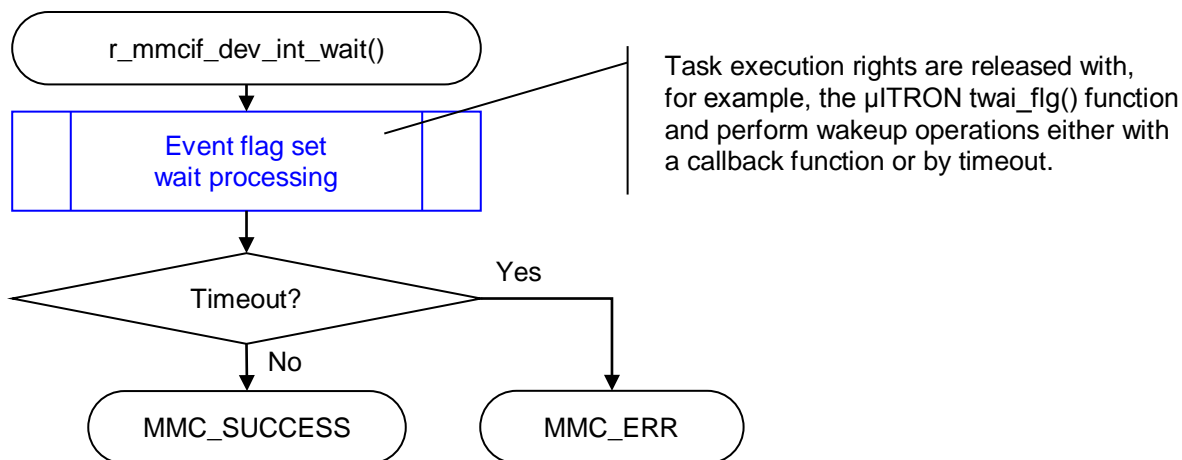 r_mmcif_dev_int_wait()
Task execution rights are released with,
for example, the µITRON twai_flg() function
and perform wakeup operations either with
a callback function or by timeout.
Event flag set
wait processing
Timeout?
Yes
No
MMC_SUCCESS
MMC_ERR